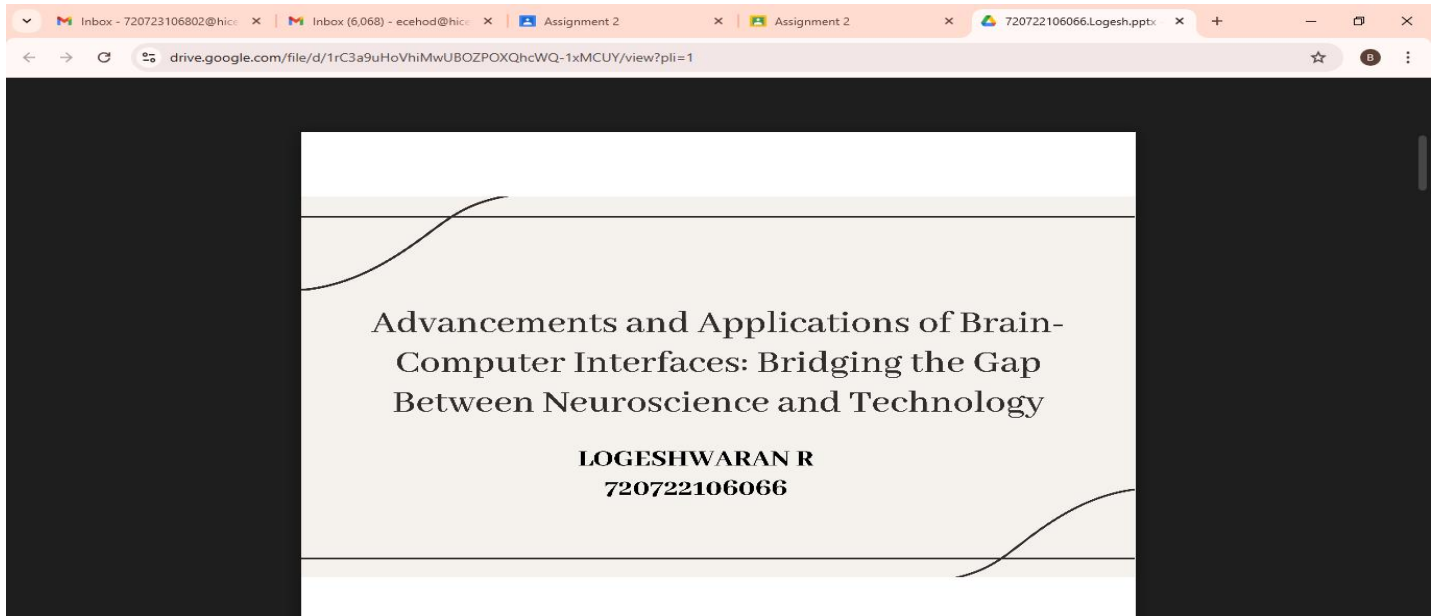 Inbox - 720723106802@hice
Inbox (6,068) - ecehod@hice
Assignment 2
Assignment 2
720722106066.Logesh.pptx
drive.google.com/file/d/1rC3a9uHoVhiMwUBOZPOXQhcWQ-1xMCUY/view?pli=1
B
Advancements and Applications of Brain-
Computer Interfaces: Bridging the Gap
Between Neuroscience and Technology
LOGESHWARAN R
720722106066